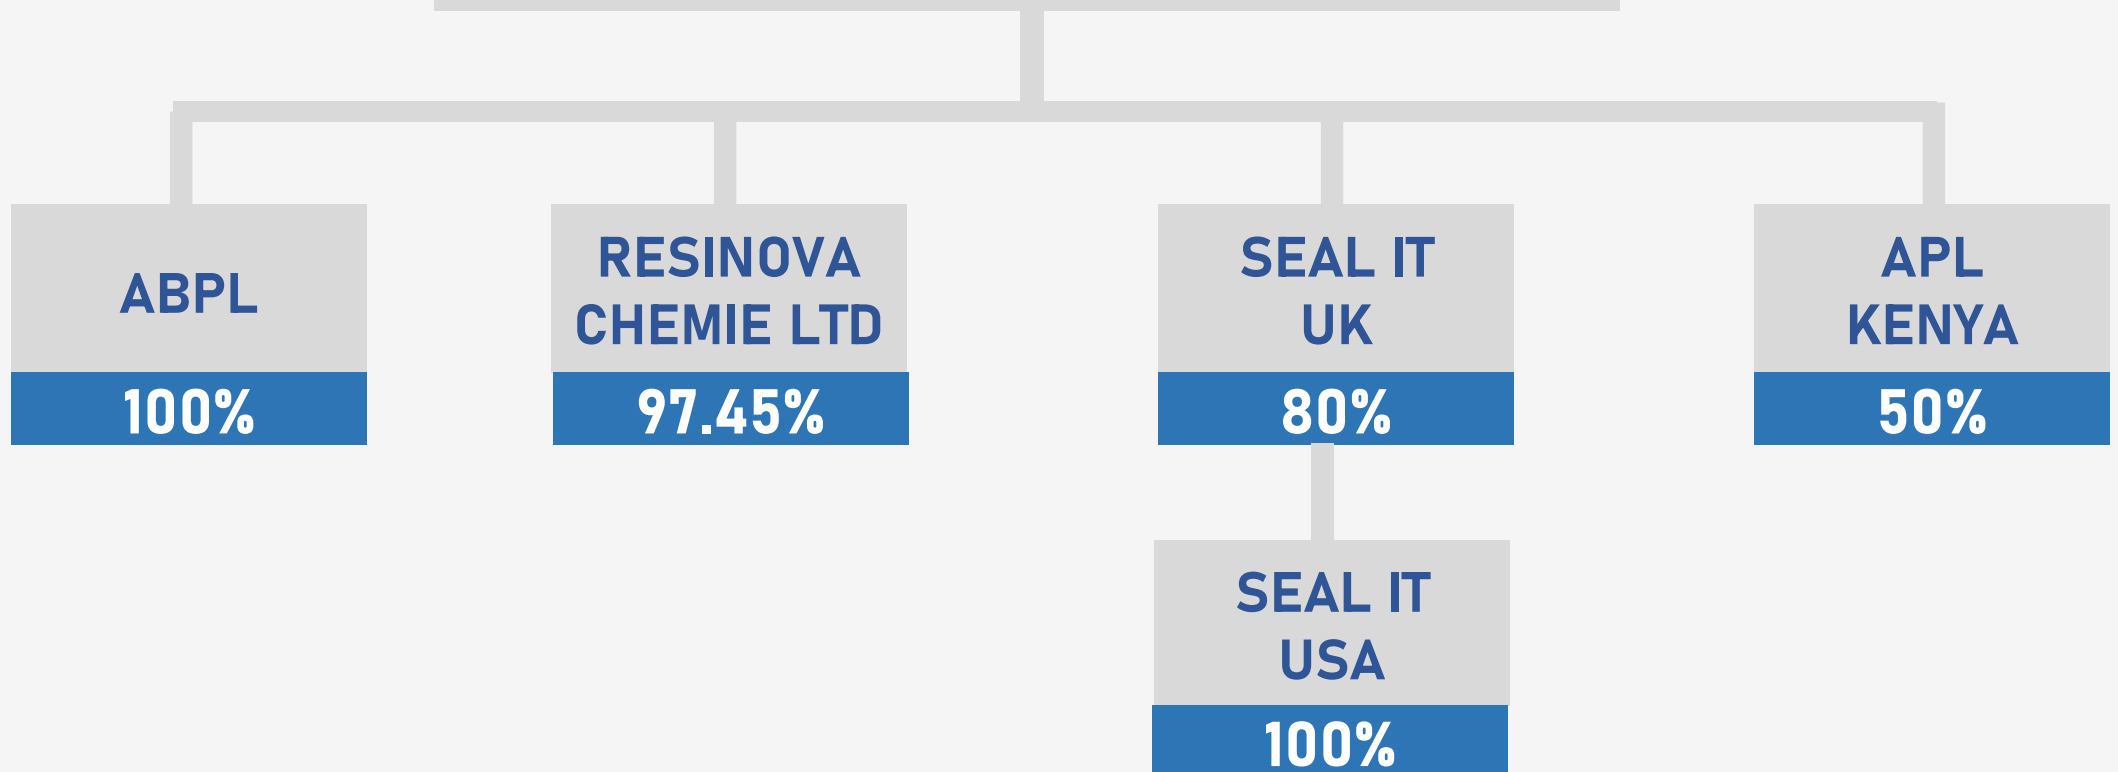 ABPL
100%
RESINOVA
CHEMIE LTD
97.45%
SEAL IT
UK
80%
APL
KENYA
50%
SEAL IT
USA
100%